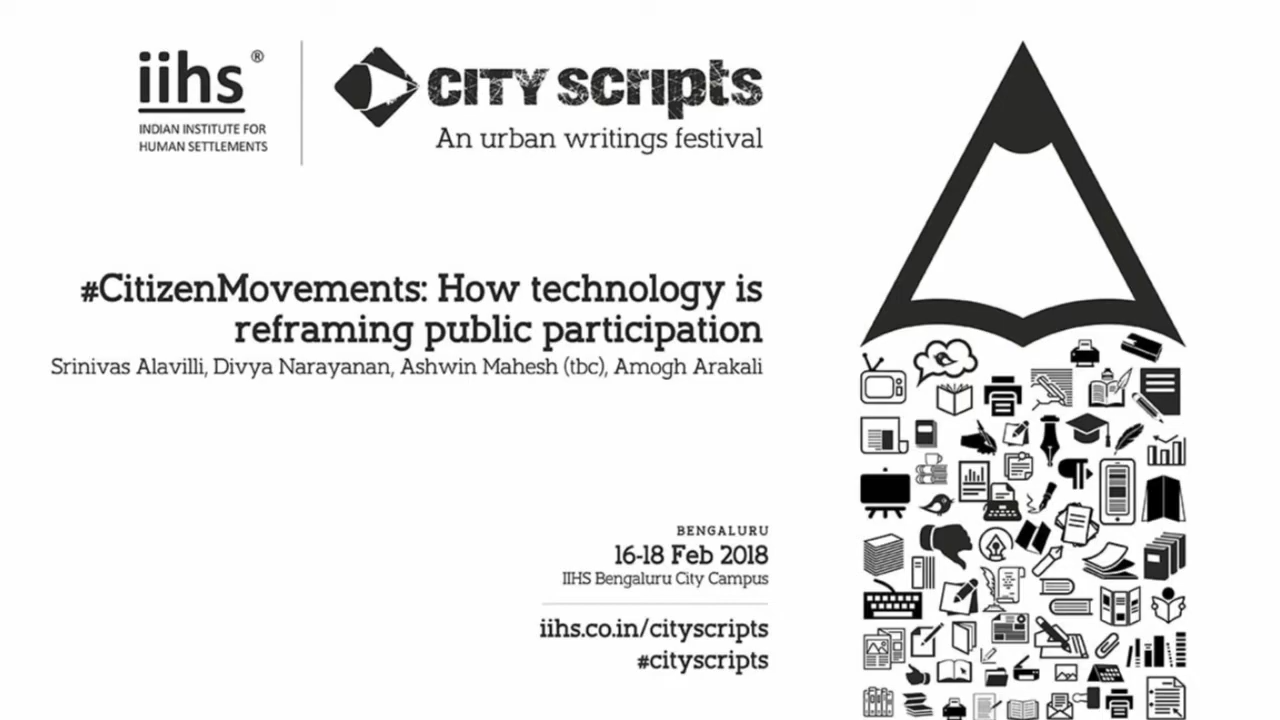 iihs®
INDIAN INSTITUTE FOR
HUMAN SETTLEMENTS
CITY SCRIPTS
An urban writings festival
#CitizenMovements: How technology is
reframing public participation
Srinivas Alavilli, Divya Narayanan, Ashwin Mahesh (tbc), Amogh Arakali
BENGALURU
16-18 Feb 2018
IIHS Bengaluru City Campus
iihs.co.in/cityscripts
#cityscripts